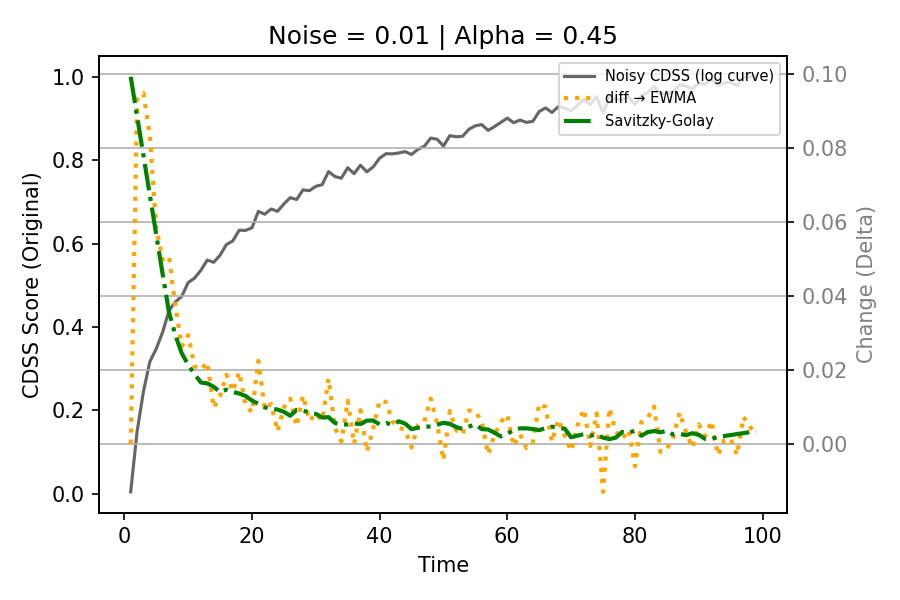 Noise = 0.01 | Alpha = 0.45
Noisy CDSS (log curve)
diff → EWMA
Savitzky-Golay
CDSS Score (Original)
1.0
0.8
0.6
0.4
0.2
0.0
0.10
0.08
0.06
0.04
0.02
0.00
Change (Delta)
0 20 40 60 80 100
Time